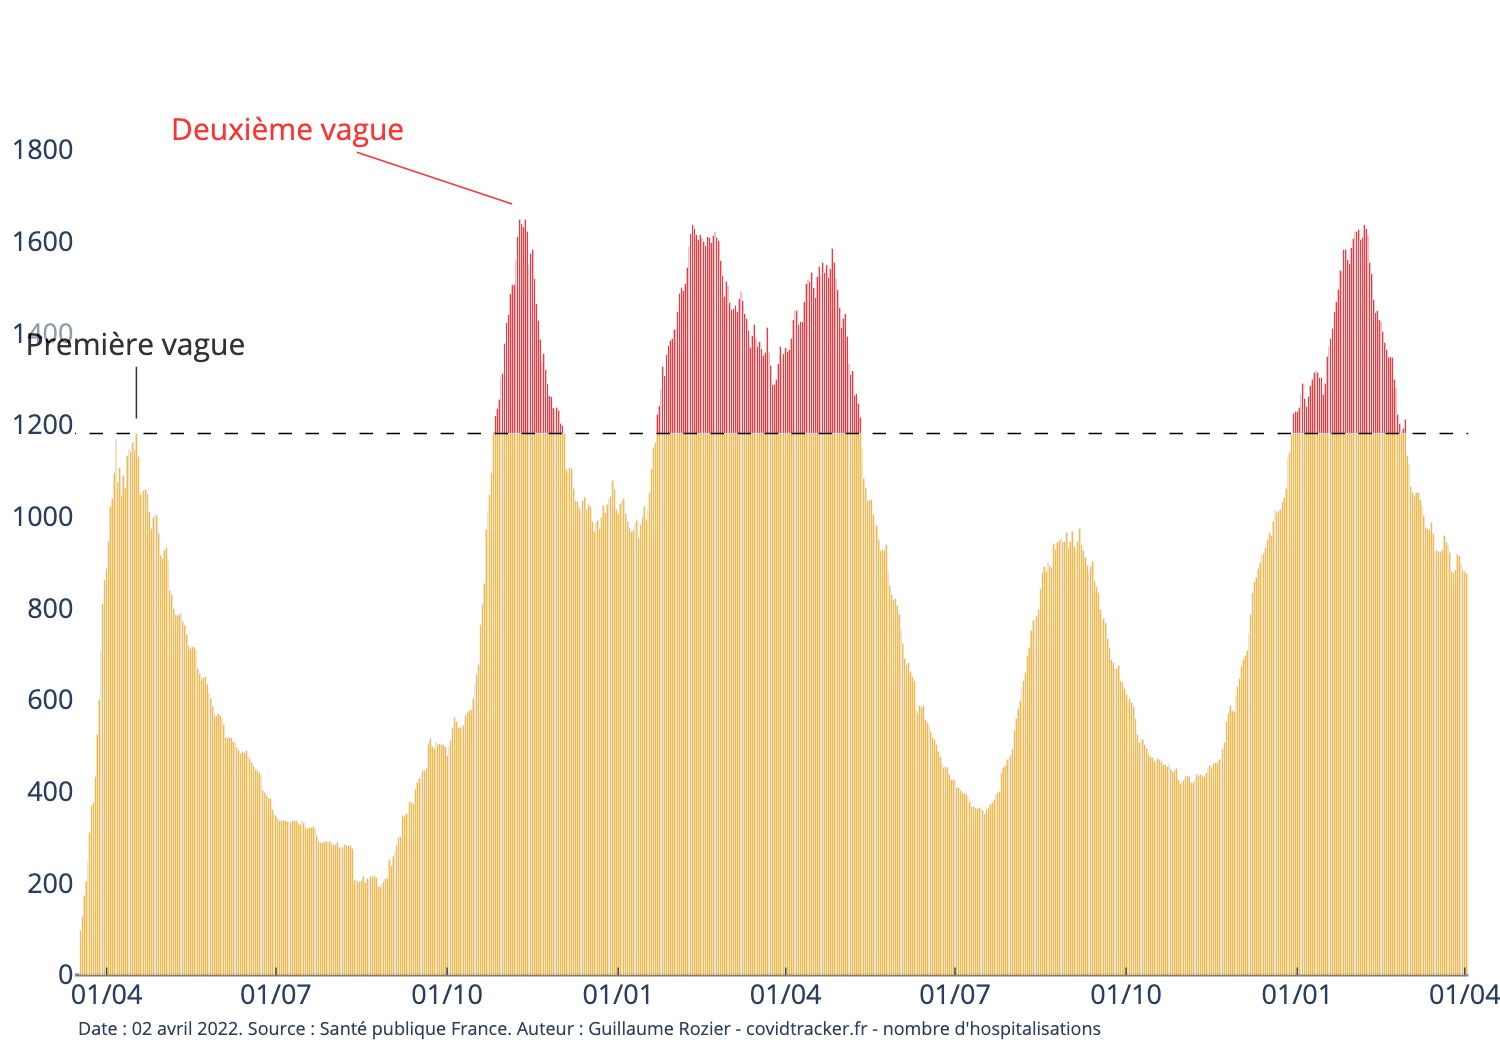 Deuxième vague
1800
1600
1400
Première vague
1200
1000
800
600
400
200
0
01/04 01/07 01/10 01/01 01/04 01/07 01/10 01/01 01/04
Date : 02 avril 2022. Source : Santé publique France. Auteur : Guillaume Rozier - covidtracker.fr - nombre d'hospitalisations